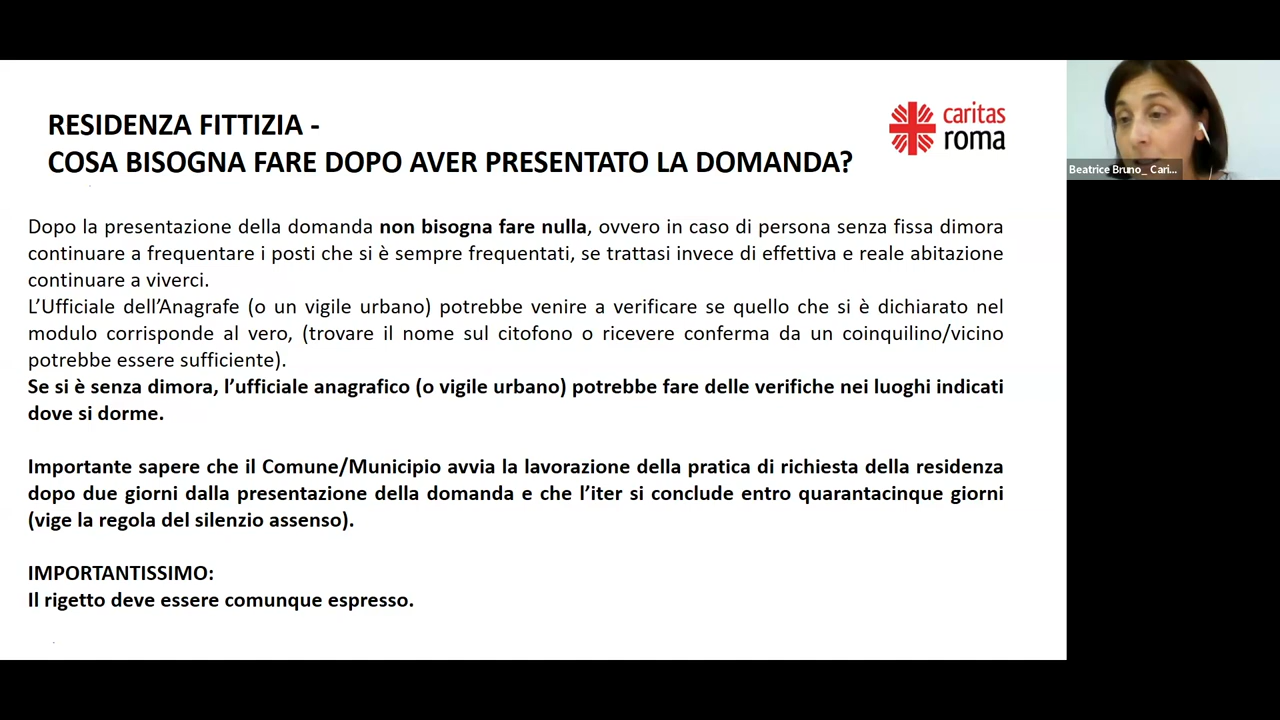 RESIDENZA FITTIZIA -
COSA BISOGNA FARE DOPO AVER PRESENTATO LA DOMANDA?
caritas
roma
Beatrice Bruno_ Cari...
Dopo la presentazione della domanda non bisogna fare nulla, ovvero in caso di persona senza fissa dimora
continuare a frequentare i posti che si è sempre frequentati, se trattasi invece di effettiva e reale abitazione
continuare a viverci.
L'Ufficiale dell'Anagrafe (o un vigile urbano) potrebbe venire a verificare se quello che si è dichiarato nel
modulo corrisponde al vero, (trovare il nome sul citofono o ricevere conferma da un coinquilino/vicino
potrebbe essere sufficiente).
Se si è senza dimora, l'ufficiale anagrafico (o vigile urbano) potrebbe fare delle verifiche nei luoghi indicati
dove si dorme.
Importante sapere che il Comune/Municipio avvia la lavorazione della pratica di richiesta della residenza
dopo due giorni dalla presentazione della domanda e che l'iter si conclude entro quarantacinque giorni
(vige la regola del silenzio assenso).
IMPORTANTISSIMO:
Il rigetto deve essere comunque espresso.